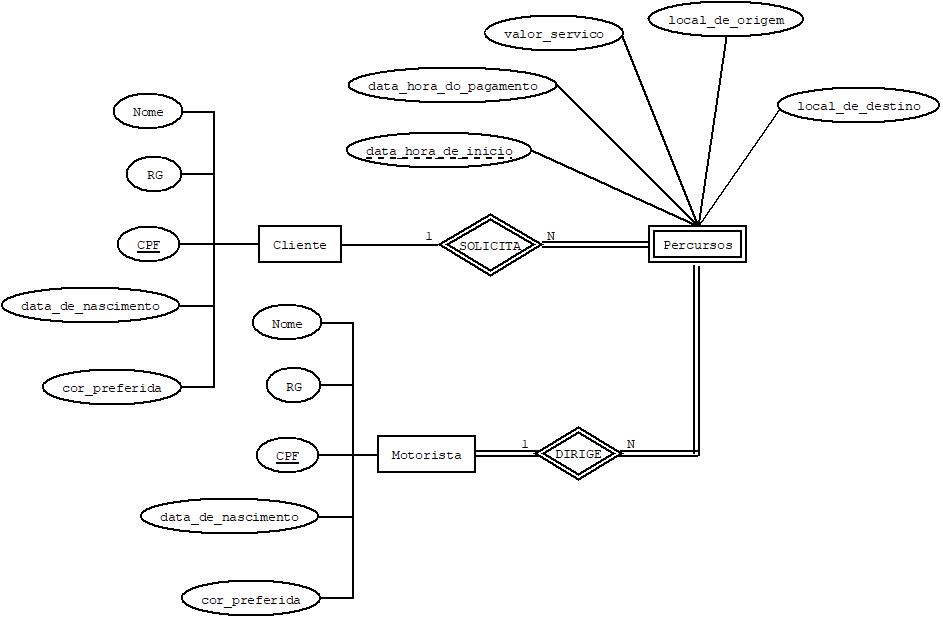 local_de_origem
valor_servico
data_hora_do_pagamento
local_de_destino
Nome
data_hora_de_inicio
RG
CPF
Cliente
1
SOLICITA
N
Percursos
data_de_nascimento
Nome
cor_preferida
RG
CPF
Motorista
1
DIRIGE
N
data_de_nascimento
cor_preferida